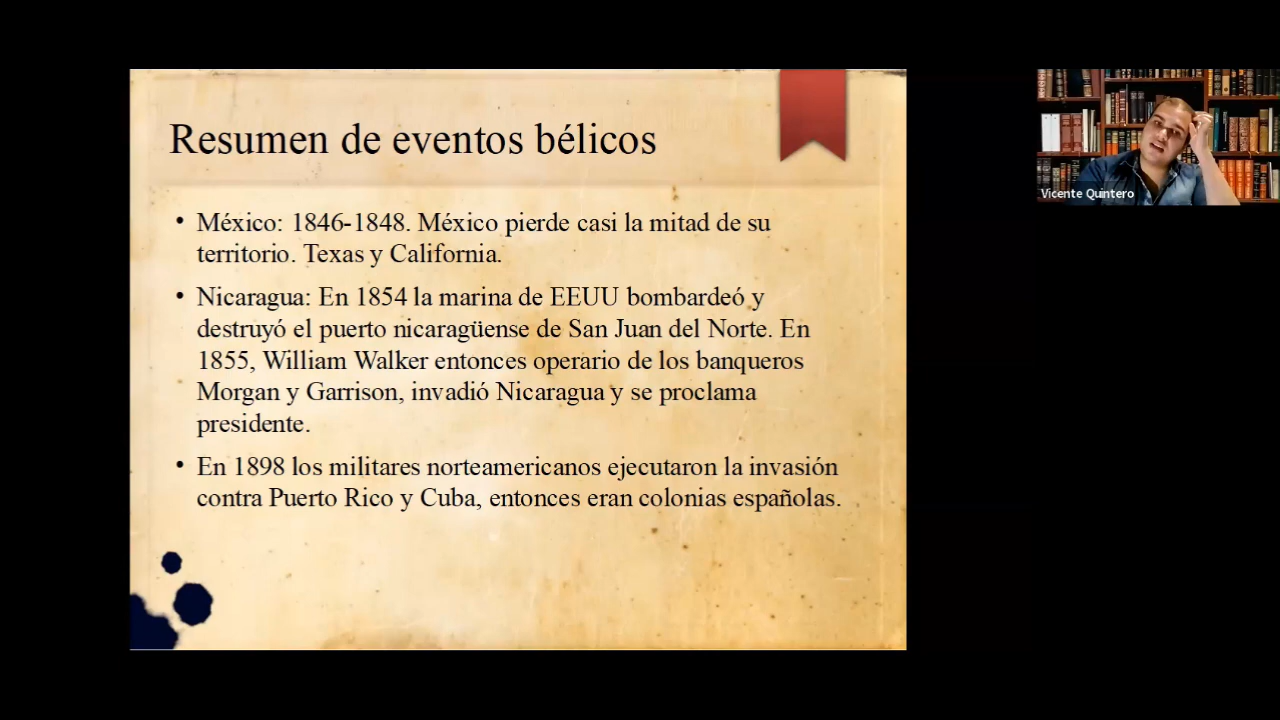 Resumen de eventos bélicos
• México: 1846-1848. México pierde casi la mitad de su
territorio. Texas y California.
• Nicaragua: En 1854 la marina de EEUU bombardeó y
destruyó el puerto nicaragüense de San Juan del Norte. En
1855, William Walker entonces operario de los banqueros
Morgan y Garrison, invadió Nicaragua y se proclama
presidente.
• En 1898 los militares norteamericanos ejecutaron la invasión
contra Puerto Rico y Cuba, entonces eran colonias españolas.
Vicente Quintero